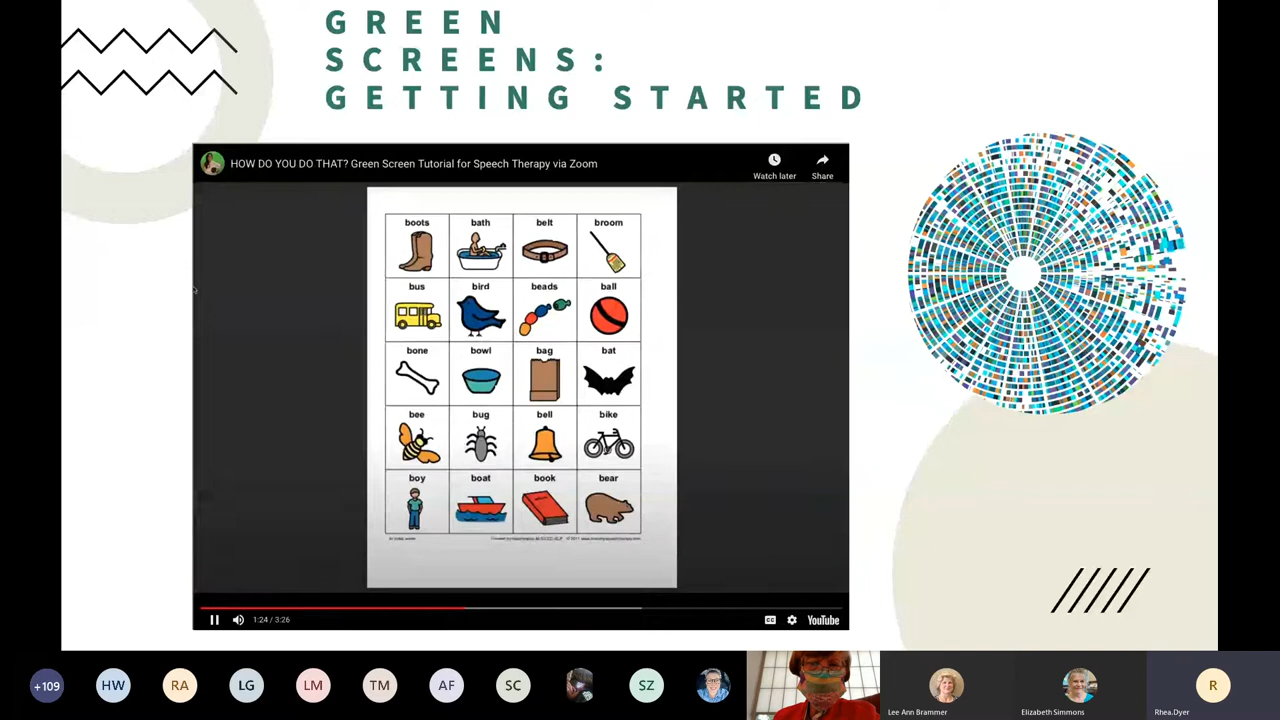 GREEN
SCREENS:
GETTING STARTED
HOW DO YOU DO THAT? Green Screen Tutorial for Speech Therapy via Zoom
Watch later
Share
boots bath belt broom
bus bird beads ball
bone bowl bag bat
bee bug bell bike
boy boat book bear
1:24 / 3:26
CC
YouTube
+109 HW RA LG LM TM AF SC SZ R
Lee Ann Brammer Elizabeth Simmons Rhea.Dyer